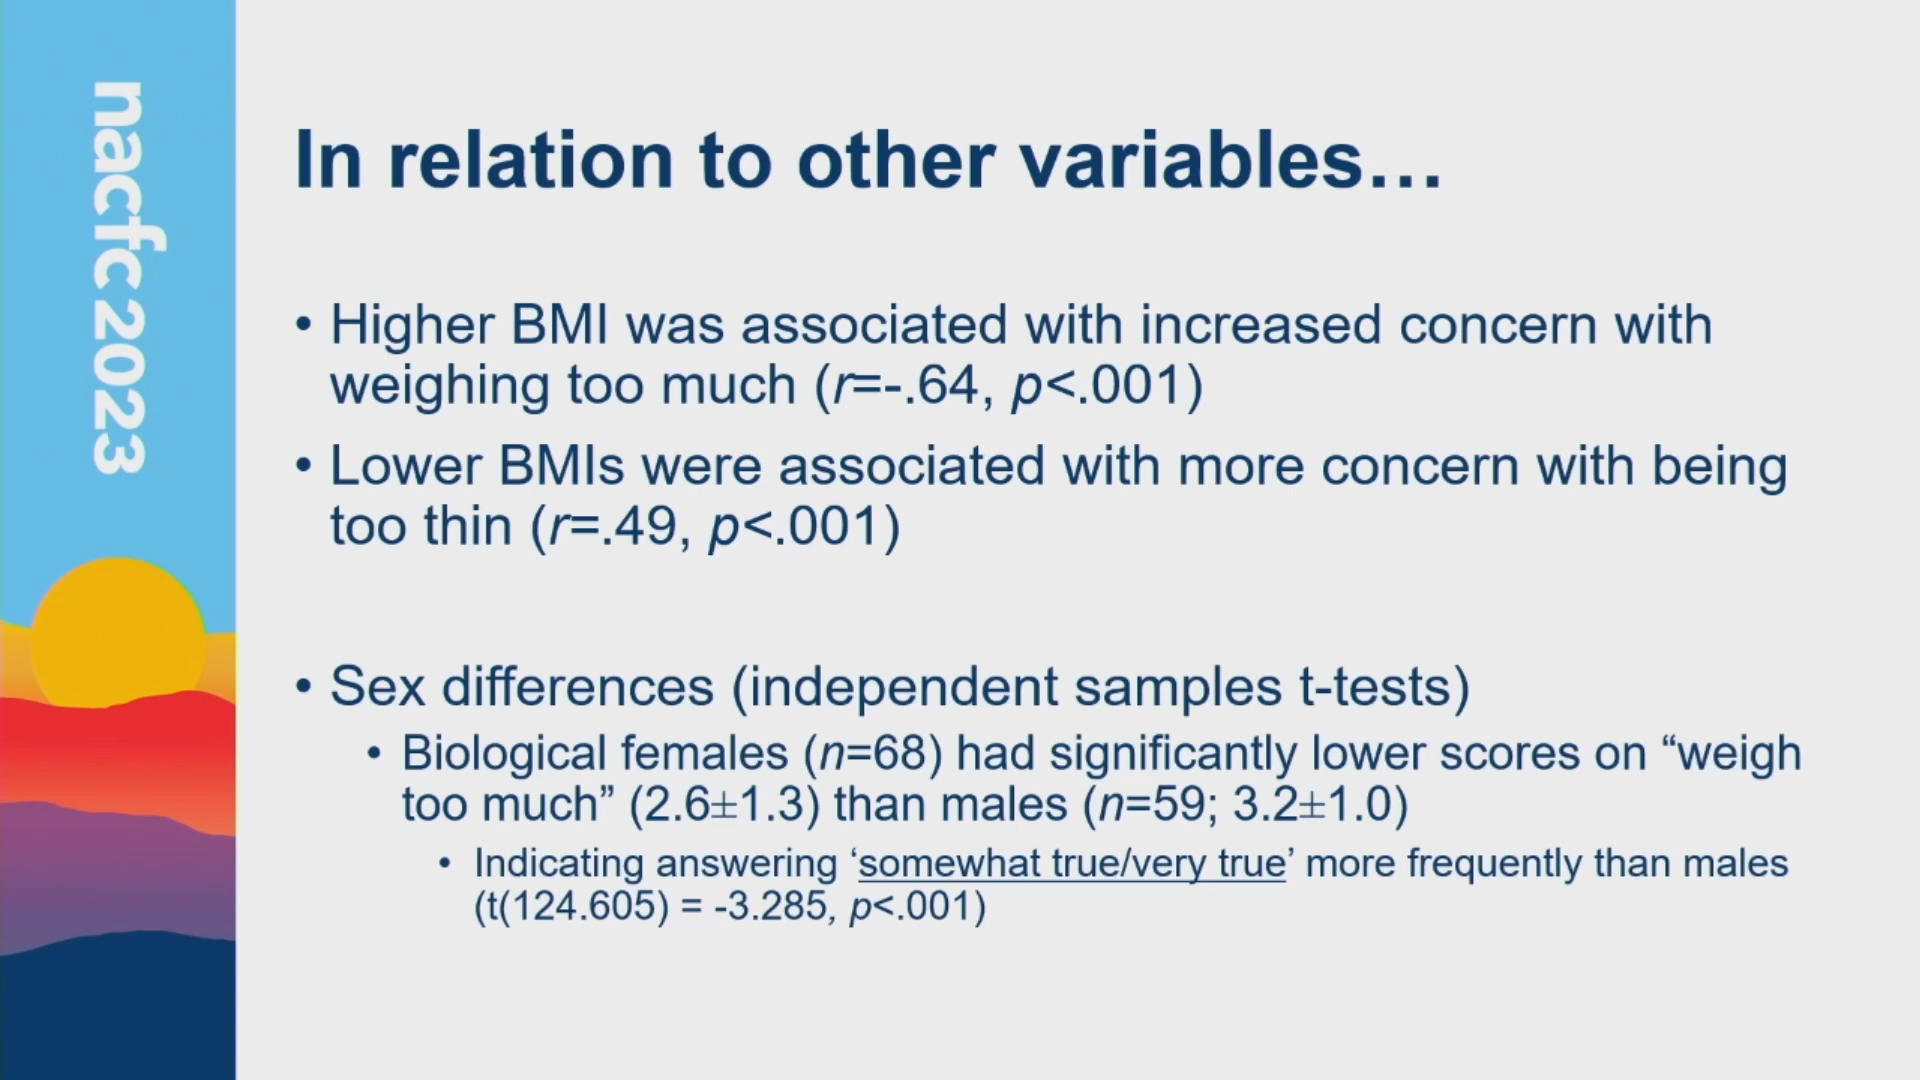 nacfc 2023
In relation to other variables…
• Higher BMI was associated with increased concern with
weighing too much (r=-.64, p<.001)
• Lower BMIs were associated with more concern with being
too thin (r=.49, p<.001)
• Sex differences (independent samples t-tests)
• Biological females (n=68) had significantly lower scores on “weigh
too much” (2.6±1.3) than males (n=59; 3.2±1.0)
• Indicating answering ‘somewhat true/very true’ more frequently than males
(t(124.605) = -3.285, p<.001)